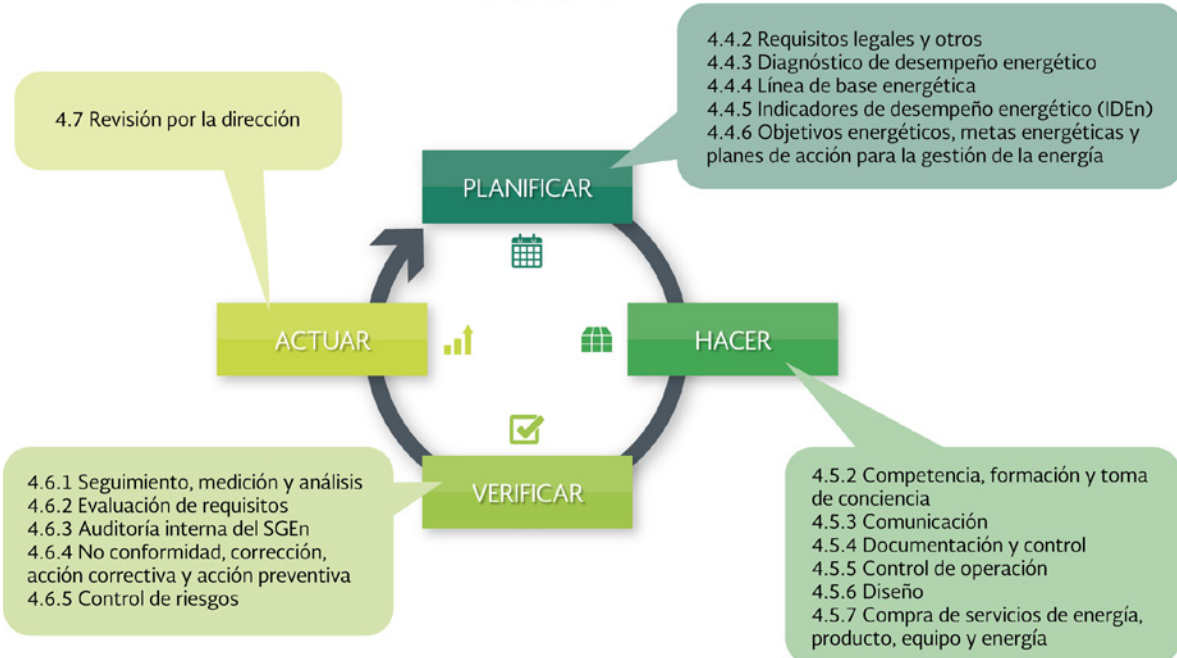 4.4.2 Requisitos legales y otros
4.4.3 Diagnóstico de desempeño energético
4.4.4 Línea de base energética
4.4.5 Indicadores de desempeño energético (IDEn)
4.4.6 Objetivos energéticos, metas energéticas y
planes de acción para la gestión de la energía
4.7 Revisión por la dirección
PLANIFICAR
ACTUAR
HACER
VERIFICAR
4.6.1 Seguimiento, medición y análisis
4.6.2 Evaluación de requisitos
4.6.3 Auditoría interna del SGEn
4.6.4 No conformidad, corrección,
acción correctiva y acción preventiva
4.6.5 Control de riesgos
4.5.2 Competencia, formación y toma
de conciencia
4.5.3 Comunicación
4.5.4 Documentación y control
4.5.5 Control de operación
4.5.6 Diseño
4.5.7 Compra de servicios de energía,
producto, equipo y energía